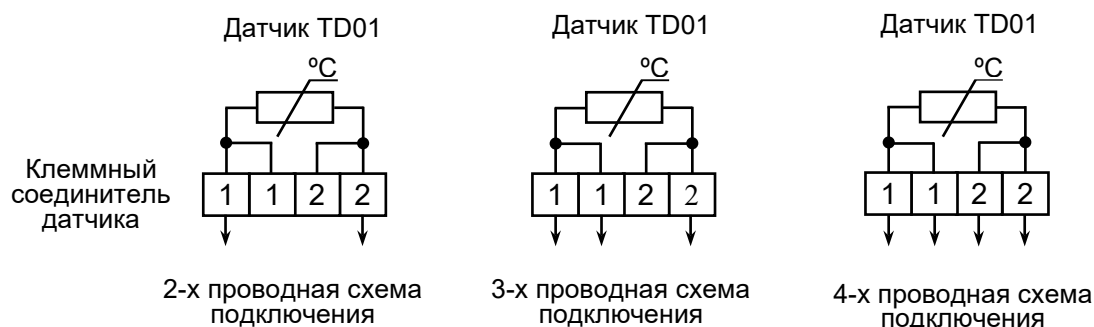 Датчик TD01
Датчик TD01
Датчик TD01
ºC
ºC
ºC
Клеммный
соединитель
датчика
1 1 2 2
1 1 2 2
1 1 2 2
2-х проводная схема
подключения
3-х проводная схема
подключения
4-х проводная схема
подключения